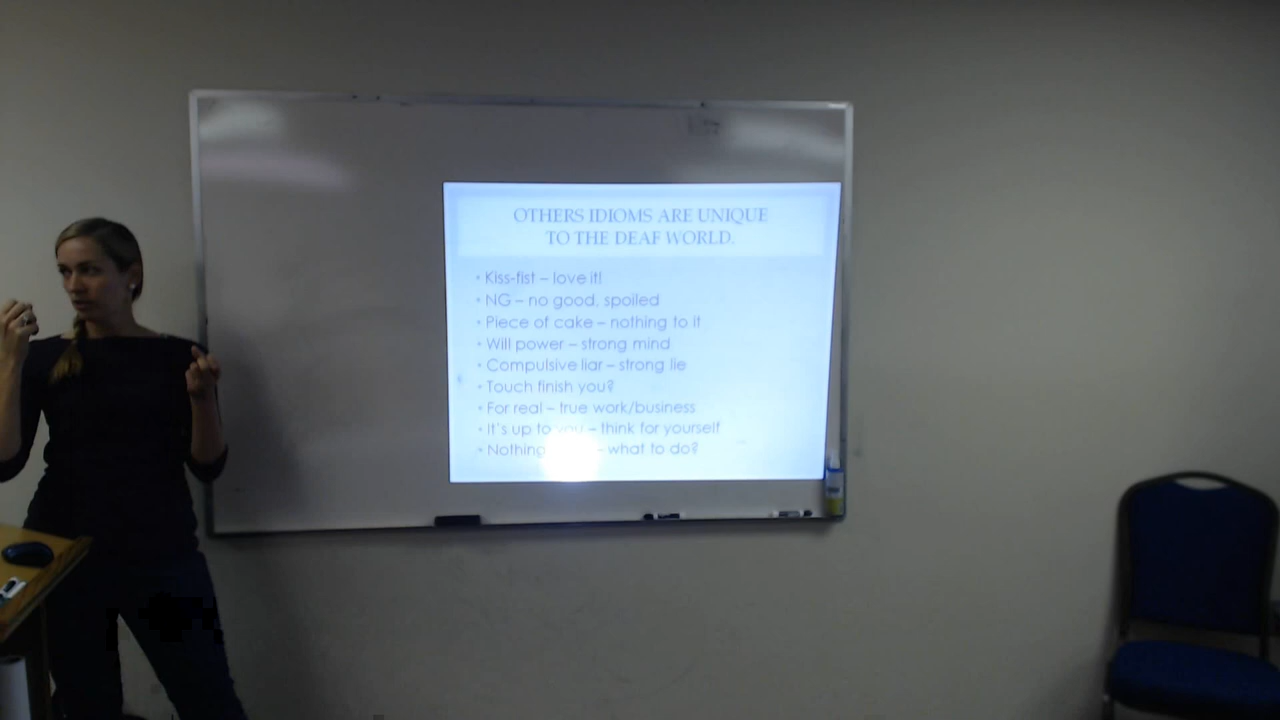 OTHERS IDIOMS ARE UNIQUE
TO THE DEAF WORLD.
• Kiss-fist – love it!
• NG – no good, spoiled
• Piece of cake – nothing to it
• Will power – strong mind
• Compulsive liar – strong lie
• Touch finish you?
• For real – true work/business
• It's up to you – think for yourself
• Nothing – what to do?